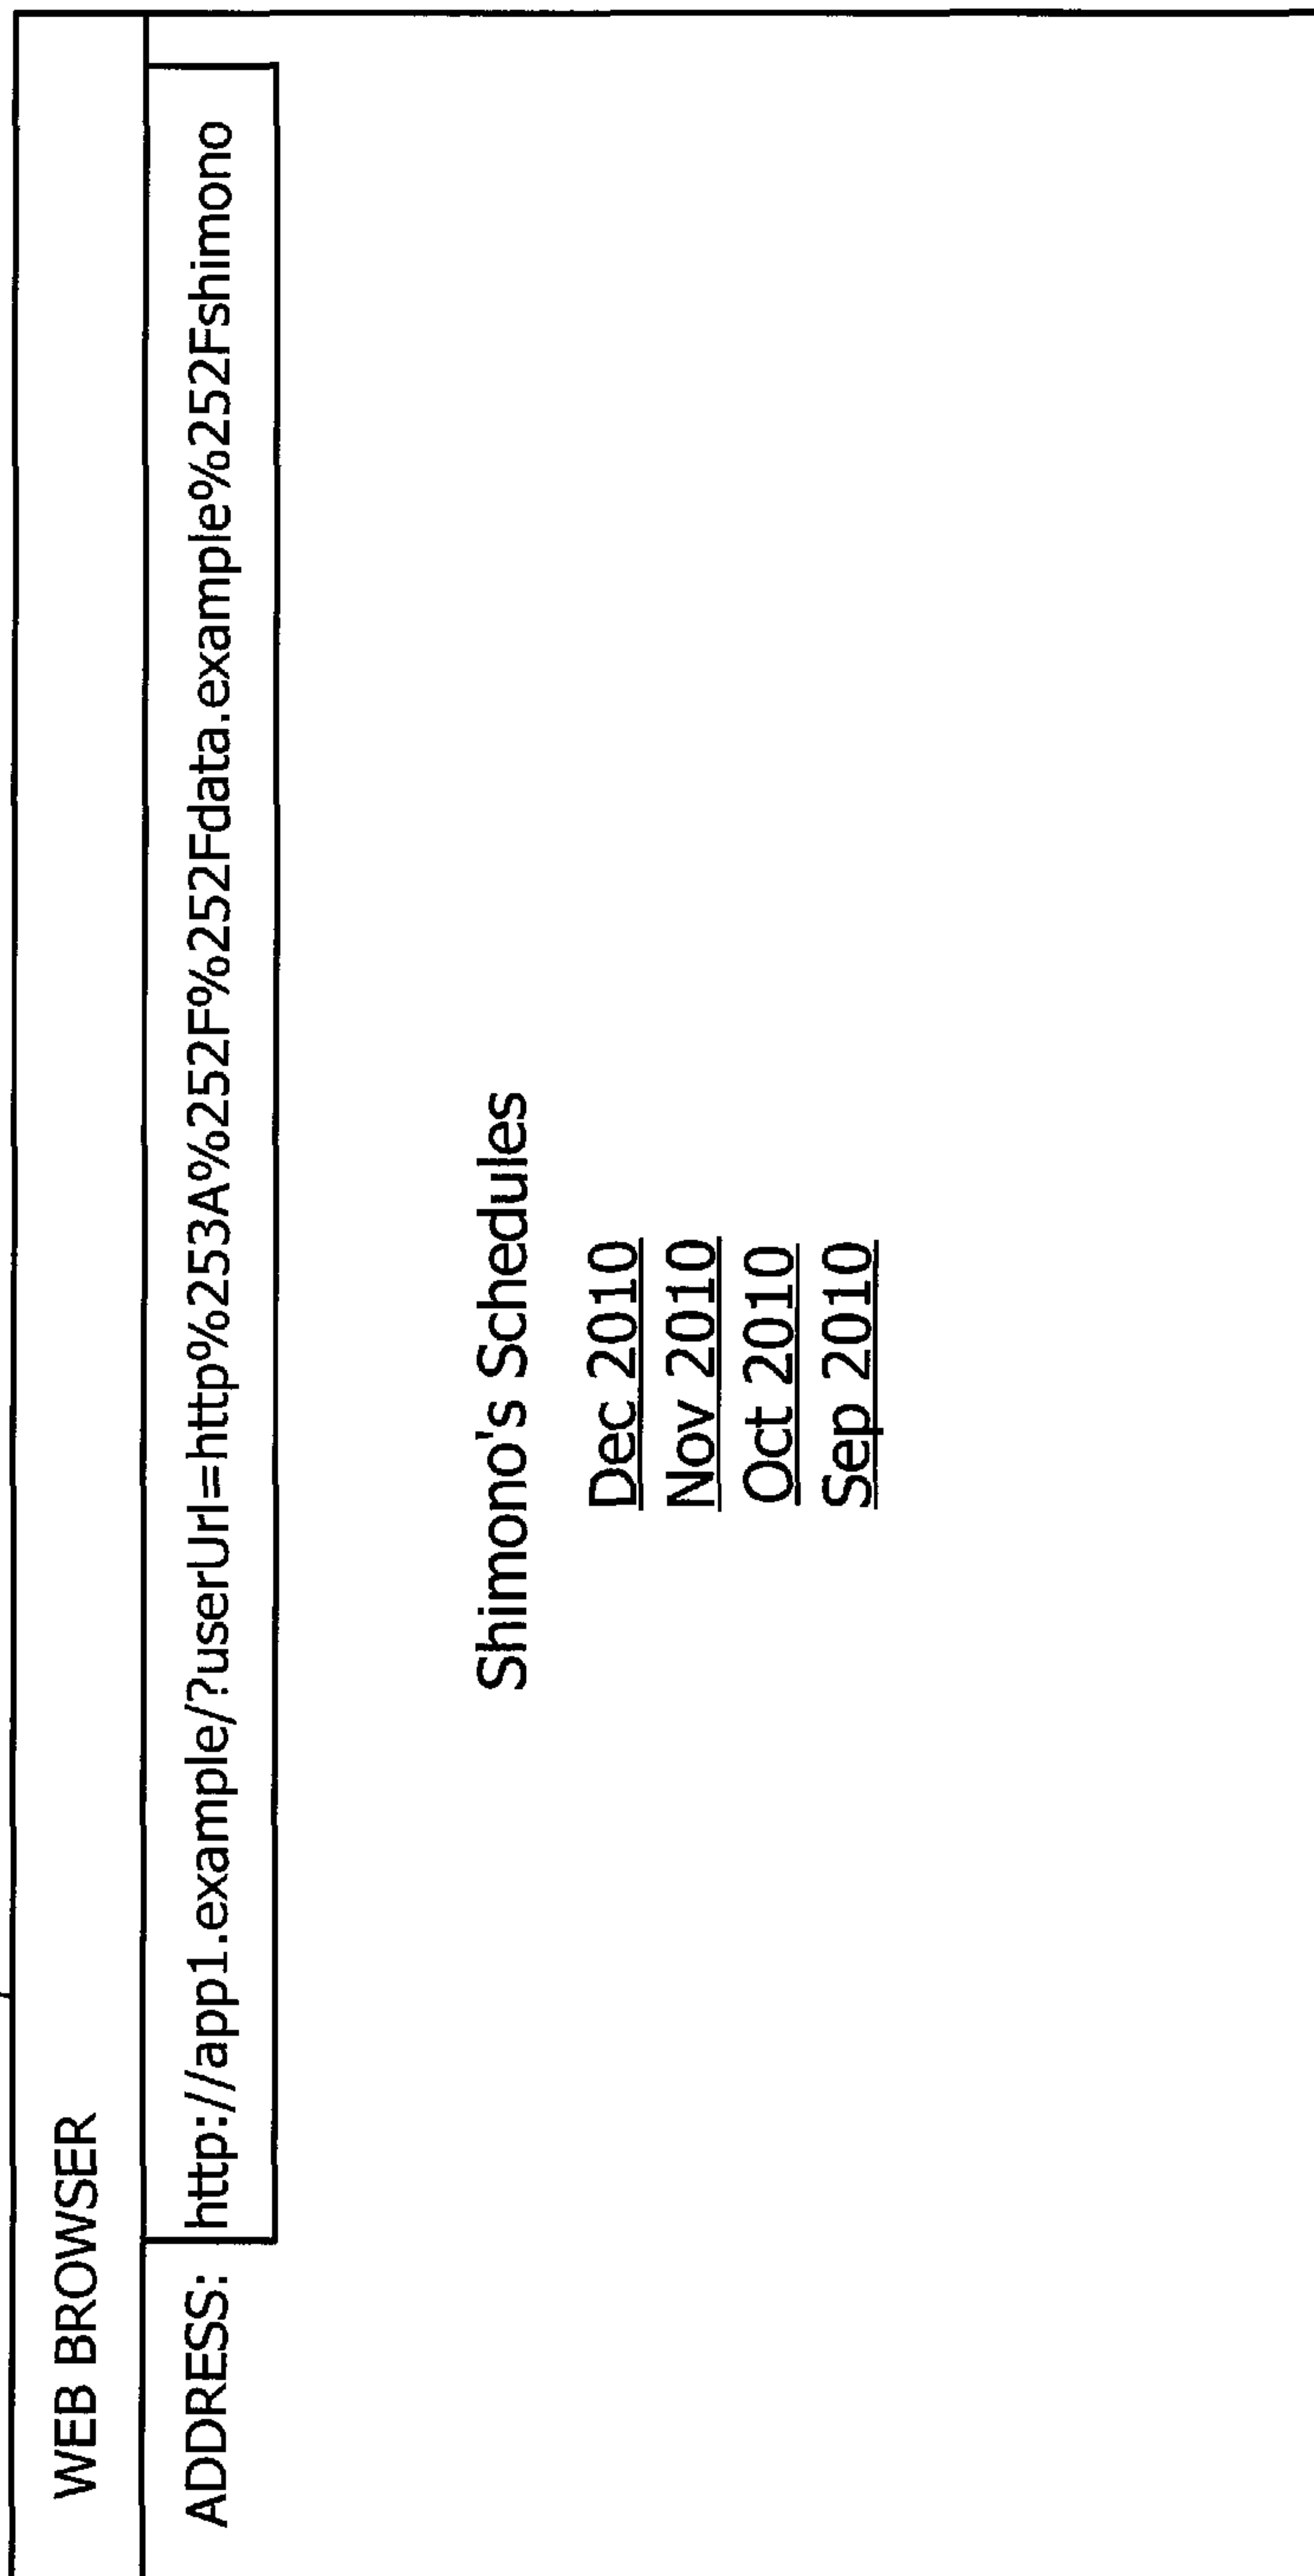 WEB BROWSER
ADDRESS: http://app1.example/?userUrl=http%253A%252F%252Fdata.example%252Fshimono
Shimono's Schedules
Dec 2010
Nov 2010
Oct 2010
Sep 2010